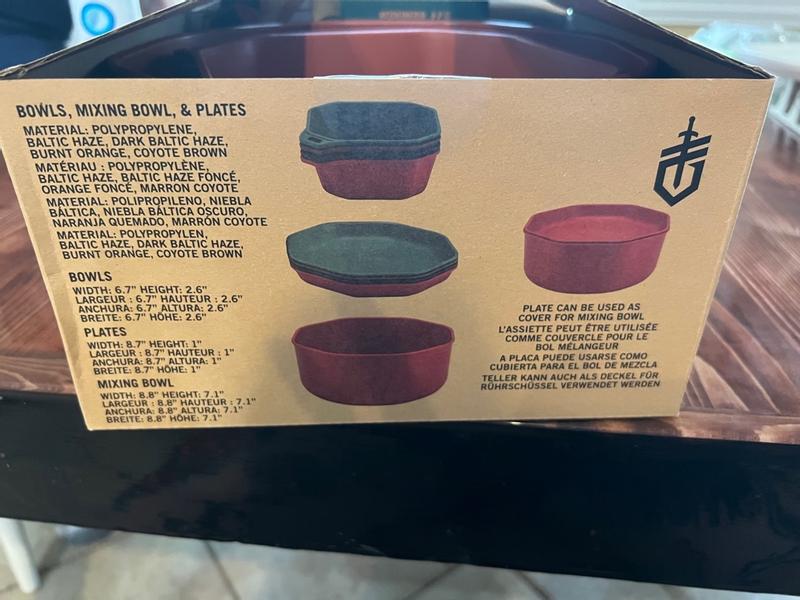 BOWLS, MIXING BOWL, & PLATES
MATERIAL: POLYPROPYLENE,
BALTIC HAZE, DARK BALTIC HAZE,
BURNT ORANGE, COYOTE BROWN
MATÉRIAU : POLYPROPYLÈNE,
BALTIC HAZE, BALTIC HAZE FONCÉ,
ORANGE FONCÉ, MARRON COYOTE
MATERIAL: POLIPROPILENO, NIEBLA
BÁLTICA, NIEBLA BÁLTICA OSCURO,
NARANJA QUEMADO, MARRÓN COYOTE
MATERIAL: POLYPROPYLEN,
BALTIC HAZE, DARK BALTIC HAZE,
BURNT ORANGE, COYOTE BROWN
BOWLS
WIDTH: 6.7" HEIGHT: 2.6"
LARGEUR : 6.7" HAUTEUR : 2.6"
ANCHURA: 6.7" ALTURA: 2.6"
BREITE: 6.7" HÖHE: 2.6"
PLATES
WIDTH: 8.7" HEIGHT: 1"
LARGEUR : 8.7" HAUTEUR : 1"
ANCHURA: 8.7" ALTURA: 1"
BREITE: 8.7" HÖHE: 1"
MIXING BOWL
WIDTH: 8.8" HEIGHT: 7.1"
LARGEUR : 8.8" HAUTEUR : 7.1"
ANCHURA: 8.8" ALTURA: 7.1"
BREITE: 8.8" HÖHE: 7.1"
PLATE CAN BE USED AS
COVER FOR MIXING BOWL
L'ASSIETTE PEUT ÊTRE UTILISÉE
COMME COUVERCLE POUR LE
BOL MÉLANGEUR
A PLACA PUEDE USARSE COMO
CUBIERTA PARA EL BOL DE MEZCLA
TELLER KANN AUCH ALS DECKEL FÜR
RÜHRSCHÜSSEL VERWENDET WERDEN